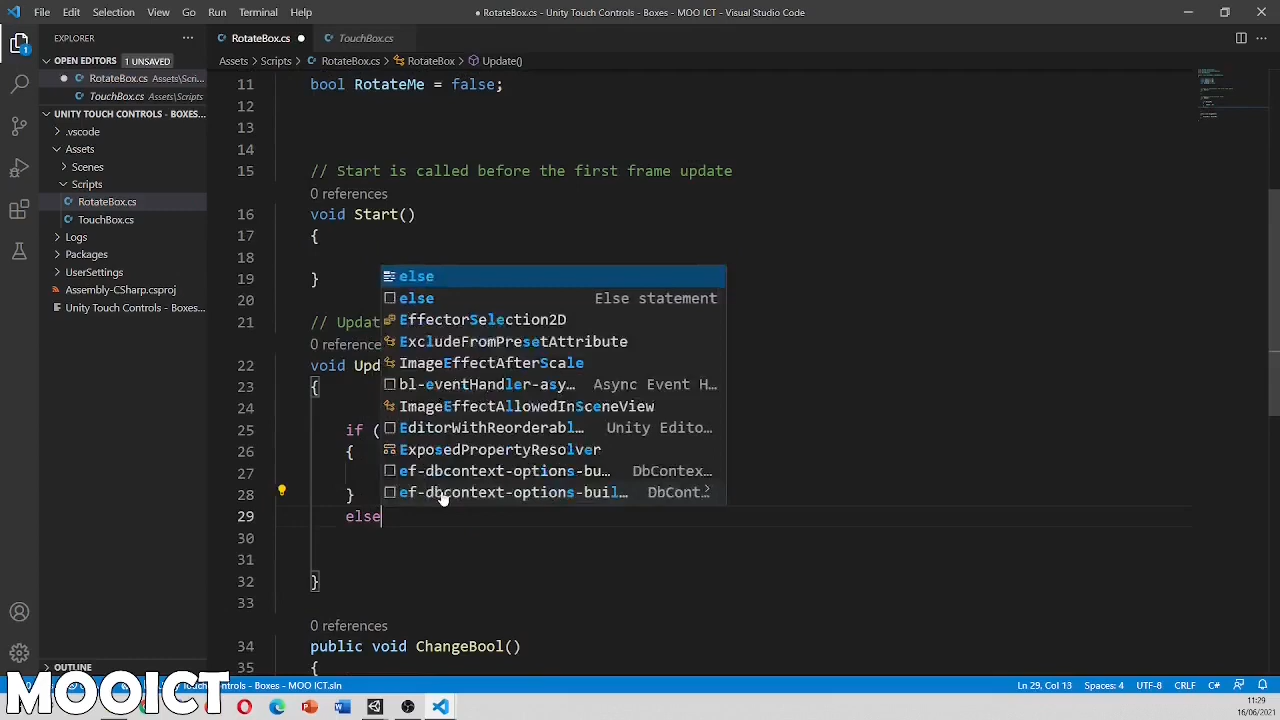 File Edit Selection View Go Run Terminal Help
RotateBox.cs - Unity Touch Controls - Boxes - MOO ICT - Visual Studio Code
EXPLORER
RotateBox.cs
TouchBox.cs
OPEN EDITORS 1 UNSAVED
RotateBox.cs Assets\Scri...
TouchBox.cs Assets\Scripts
UNITY TOUCH CONTROLS - BOXES...
.vscode
Assets
Scenes
Scripts
RotateBox.cs
TouchBox.cs
Logs
Packages
UserSettings
Assembly-CSharp.csproj
Unity Touch Controls - Boxes...
OUTLINE
Assets > Scripts > RotateBox.cs > RotateBox > Update()
11 bool RotateMe = false;
12
13
14
15 // Start is called before the first frame update
0 references
16 void Start()
17 {
18
19 }
20
21 // Updat
0 reference
22 void Upd
23 {
24
25 if (
26 {
27
28 }
29 else
30
31
32 }
33
0 references
34 public void ChangeBool()
35 {
else
else Else statement
EffectorSelection2D
ExcludeFromPresetAttribute
ImageEffectAfterScale
bl-eventHandler-asy... Async Event H...
ImageEffectAllowedInSceneView
EditorWithReorderabl... Unity Edito...
ExposedPropertyResolver
ef-dbcontext-options-bu... DbContex...
ef-dbcontext-options-buil... DbCont...
MOOICT
Touch Controls - Boxes - MOO ICT.sln
Ln 29, Col 13 Spaces: 4 UTF-8 CRLF C#
11:29
16/06/2021